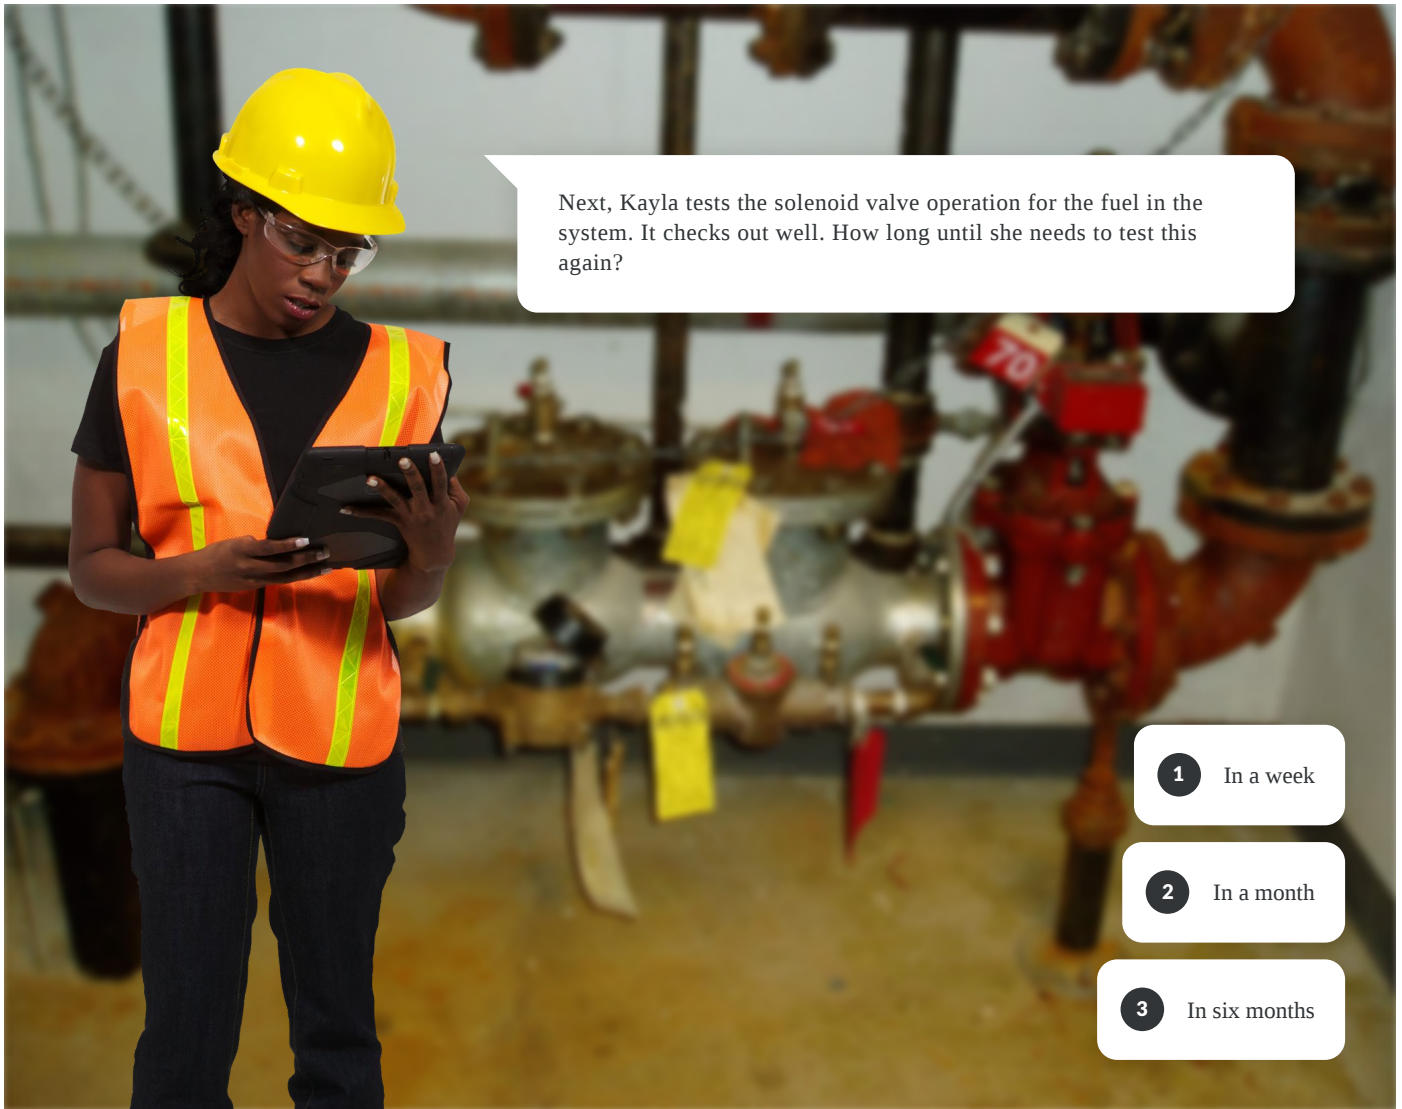 Next, Kayla tests the solenoid valve operation for the fuel in the
system. It checks out well. How long until she needs to test this
again?
70
1 In a week
2 In a month
3 In six months